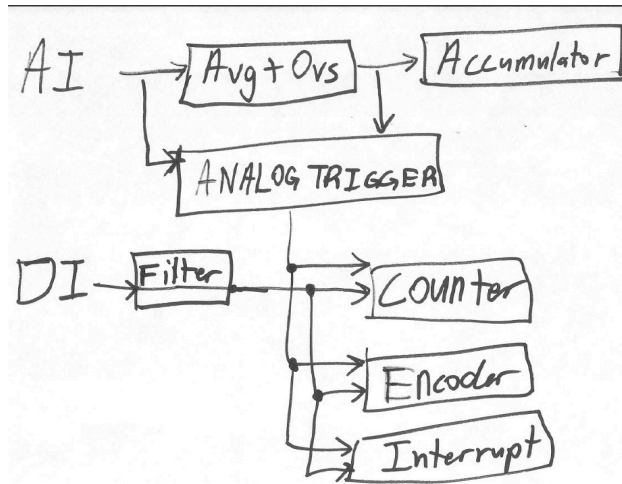 AI
Avg + Ovs
Accumulator
ANALOG TRIGGER
DI
Filter
Counter
Encoder
Interrupt